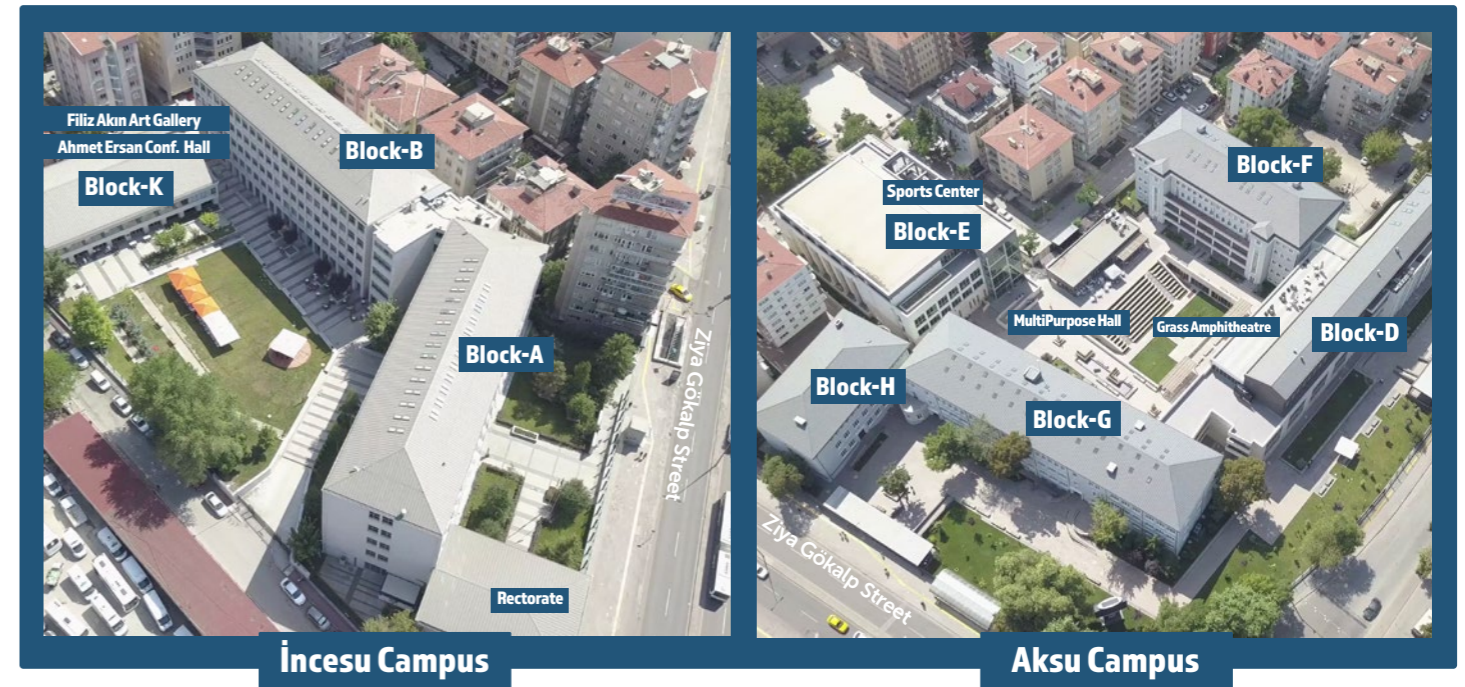 Filiz Akın Art Gallery
Ahmet Ersan Conf. Hall
Block-K
Block-B
Block-A
Ziya Gökalp Street
Rectorate
İncesu Campus
Sports Center
Block-E
Block-F
MultiPurpose Hall
Grass Amphitheatre
Block-D
Block-H
Block-G
Ziya Gökalp Street
Aksu Campus